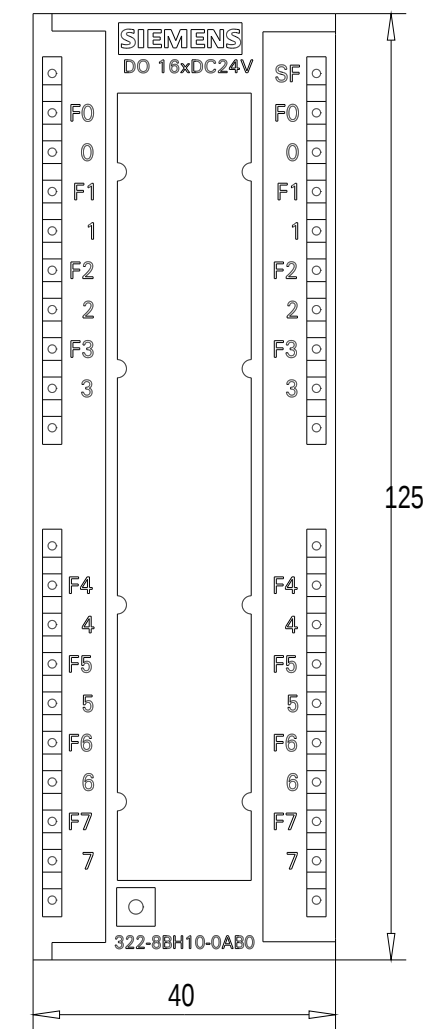 SIEMENS
DO 16xDC24V
SF
F0 F0
0 0
F1 F1
1 1
F2 F2
2 2
F3 F3
3 3
125
F4 F4
4 4
F5 F5
5 5
F6 F6
6 6
F7 F7
7 7
322-8BH10-0AB0
40